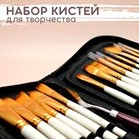 НАБОР КИСТЕЙ
для творчества